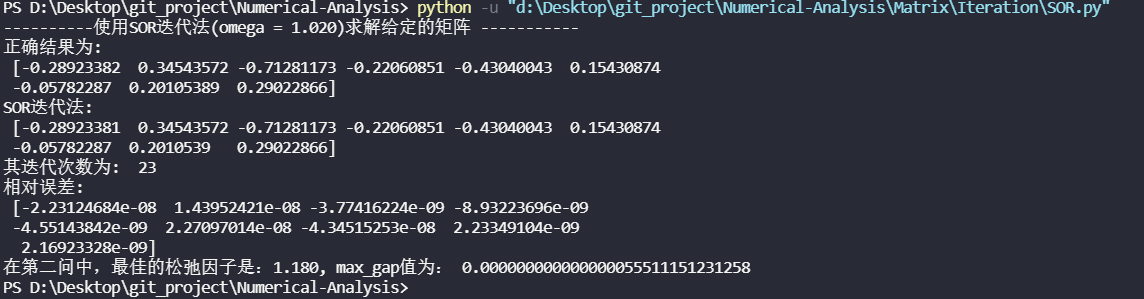 PS D:\Desktop\git_project\Numerical-Analysis> python -u "d:\Desktop\git_project\Numerical-Analysis\Matrix\Iteration\SOR.py"
----------使用SOR迭代法(omega = 1.020)求解给定的矩阵 -----------
正确结果为:
[-0.28923382 0.34543572 -0.71281173 -0.22060851 -0.43040043 0.15430874
-0.05782287 0.20105389 0.29022866]
SOR迭代法:
[-0.28923381 0.34543572 -0.71281173 -0.22060851 -0.43040043 0.15430874
-0.05782287 0.2010539 0.29022866]
其迭代次数为: 23
相对误差:
[-2.23124684e-08 1.43952421e-08 -3.77416224e-09 -8.93223696e-09
-4.55143842e-09 2.27097014e-08 -4.34515253e-08 2.23349104e-09
2.16923328e-09]
在第二问中，最佳的松弛因子是：1.180, max_gap值为： 0.000000000000000055511151231258
PS D:\Desktop\git_project\Numerical-Analysis>